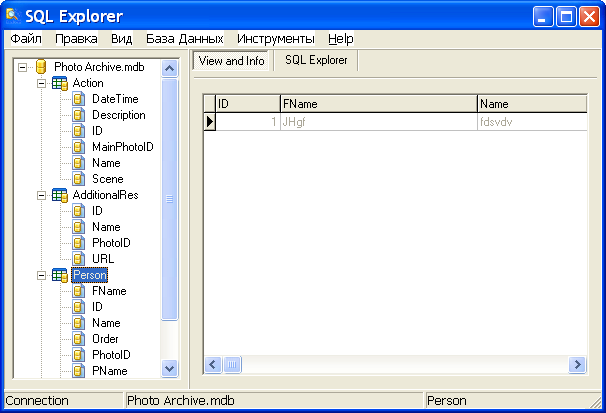 SQL Explorer
Файл Правка Вид База Данных Инструменты Help
Photo Archive.mdb
Action
DateTime
Description
ID
MainPhotoID
Name
Scene
AdditionalRes
ID
Name
PhotoID
URL
Person
FName
ID
Name
Order
PhotoID
PName
View and Info SQL Explorer
ID FName Name
1 JHgf fdsvdv
Connection Photo Archive.mdb Person